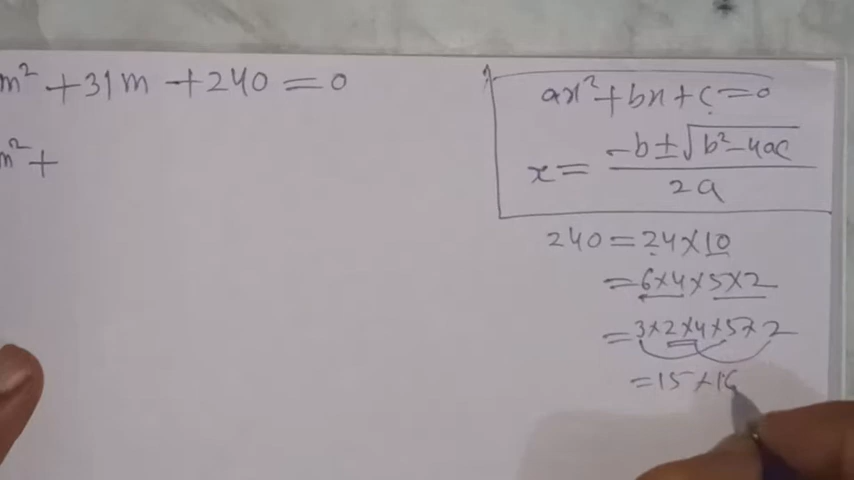 m² + 31m + 240 = 0
m² +
ax² + bx + c = 0
x = (-b ± √(b² - 4ac)) / 2a
240 = 24 × 10
= 6 × 4 × 5 × 2
= 3 × 2 × 4 × 5 × 2
= 15 + 16